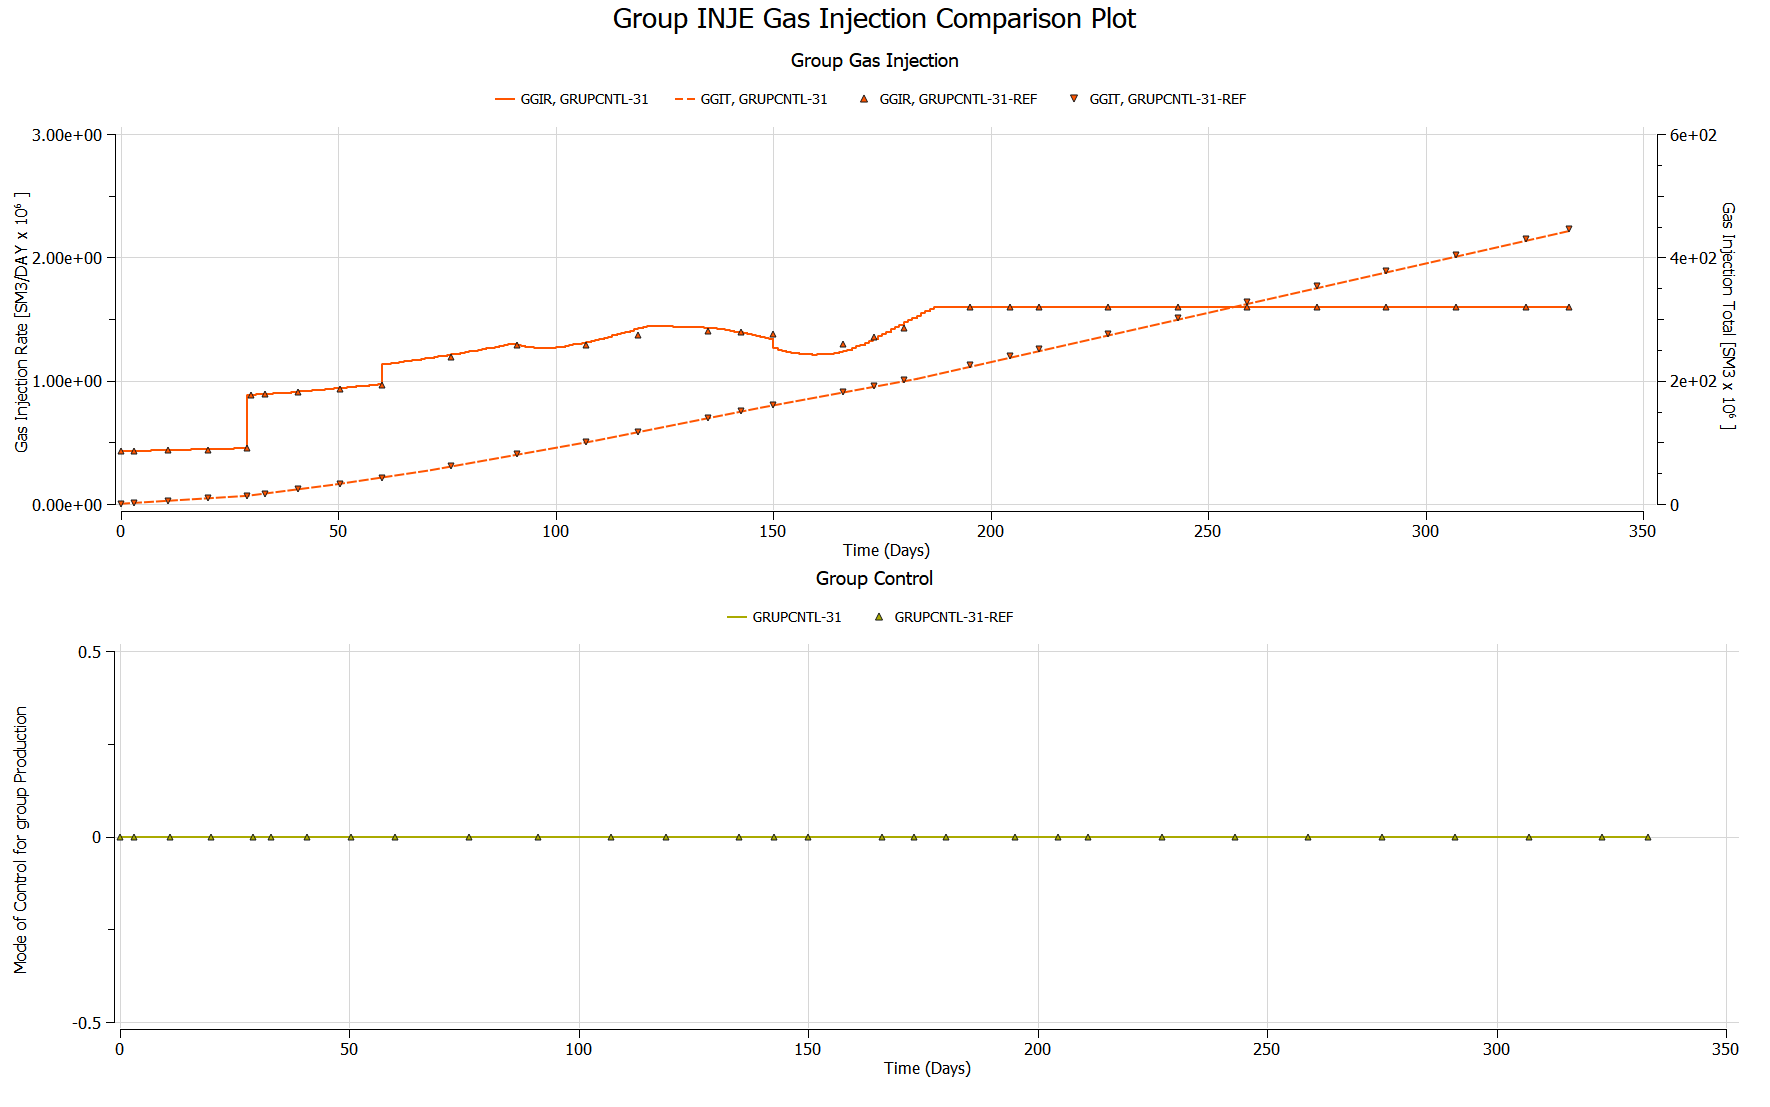 Group INJE Gas Injection Comparison Plot
Group Gas Injection
GGIR, GRUPCNTL-31 GGIT, GRUPCNTL-31 GGIR, GRUPCNTL-31-REF GGIT, GRUPCNTL-31-REF
Gas Injection Rate [SM3/DAY x 10⁶ ]
3.00e+00
2.00e+00
1.00e+00
0.00e+00
6e+02
4e+02
2e+02
0
Gas Injection Total [SM3 x 10⁶ ]
0 50 100 150 200 250 300 350
Time (Days)
Group Control
GRUPCNTL-31 GRUPCNTL-31-REF
Mode of Control for group Production
0.5
0
-0.5
0 50 100 150 200 250 300 350
Time (Days)